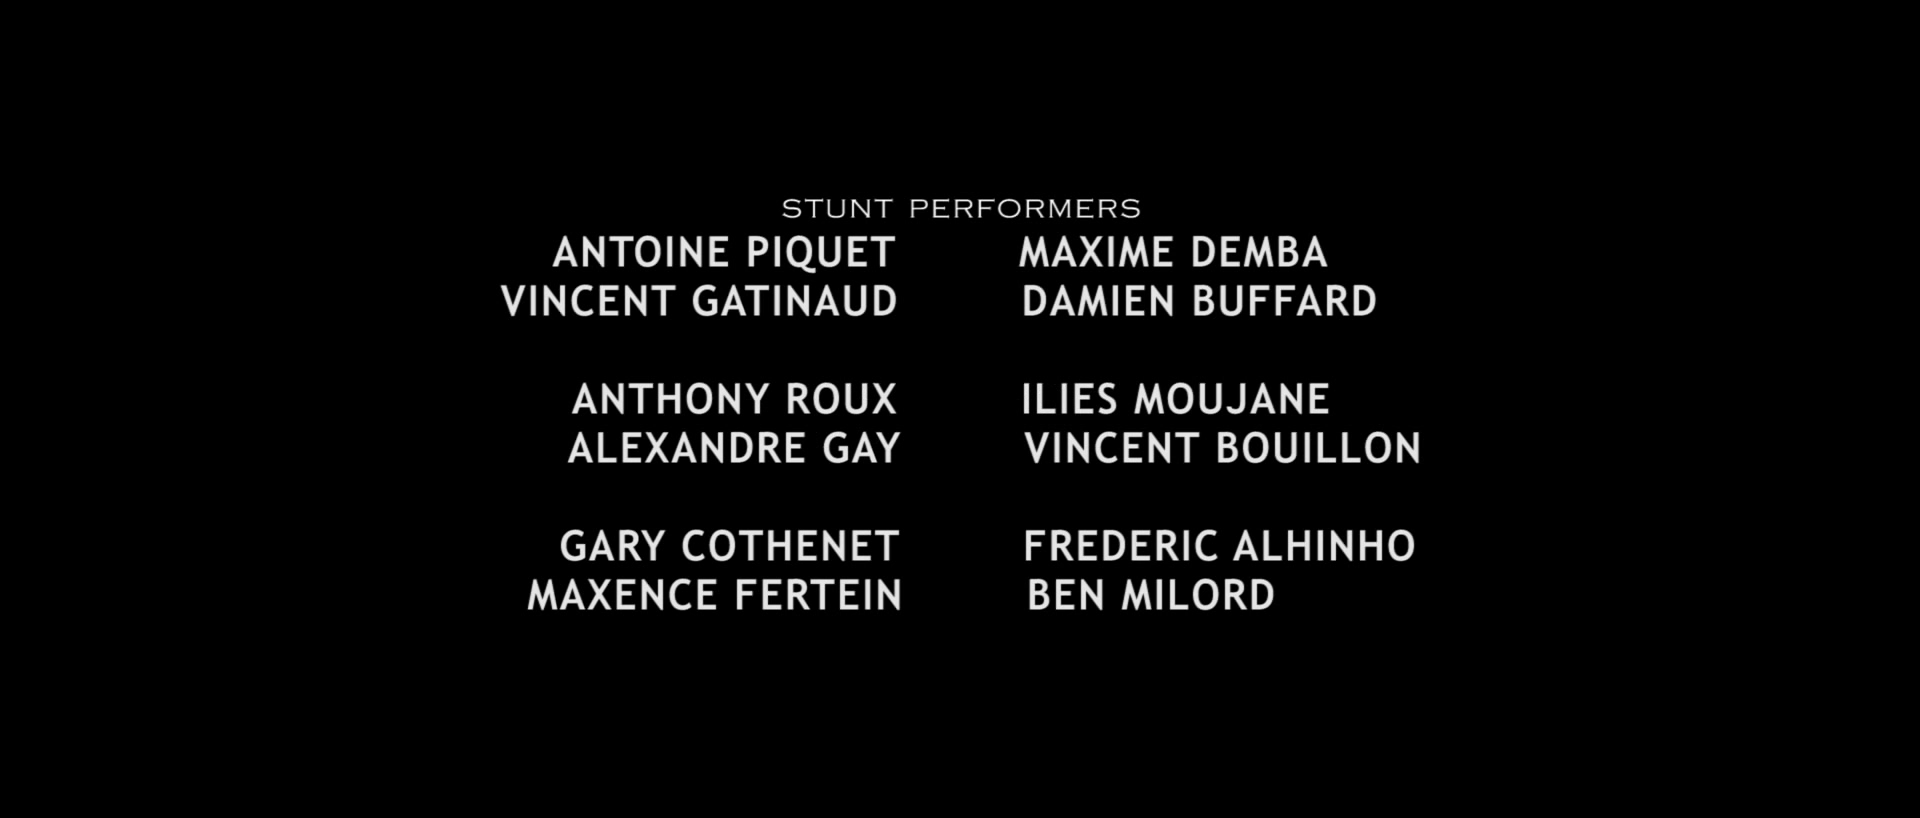 STUNT PERFORMERS
ANTOINE PIQUET MAXIME DEMBA
VINCENT GATINAUD DAMIEN BUFFARD
ANTHONY ROUX ILIES MOUJANE
ALEXANDRE GAY VINCENT BOUILLON
GARY COTHENET FREDERIC ALHINHO
MAXENCE FERTEIN BEN MILORD